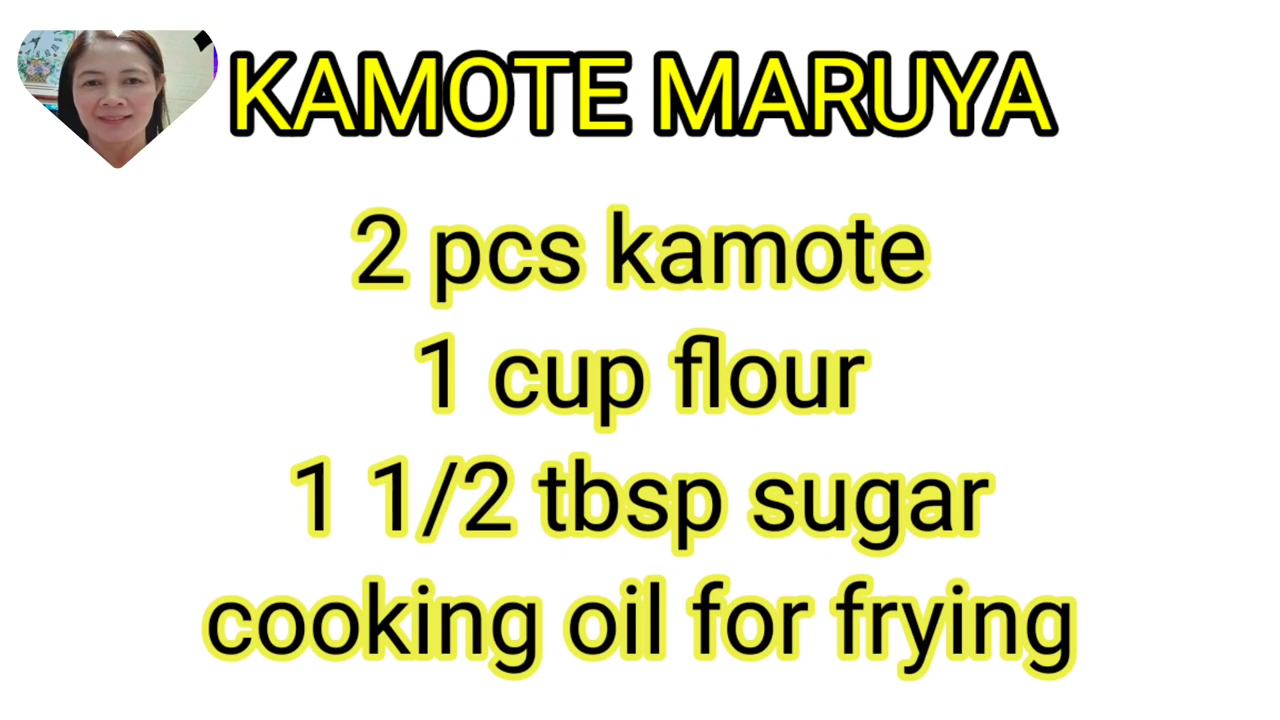 KAMOTE MARUYA
2 pcs kamote
1 cup flour
1 1/2 tbsp sugar
cooking oil for frying